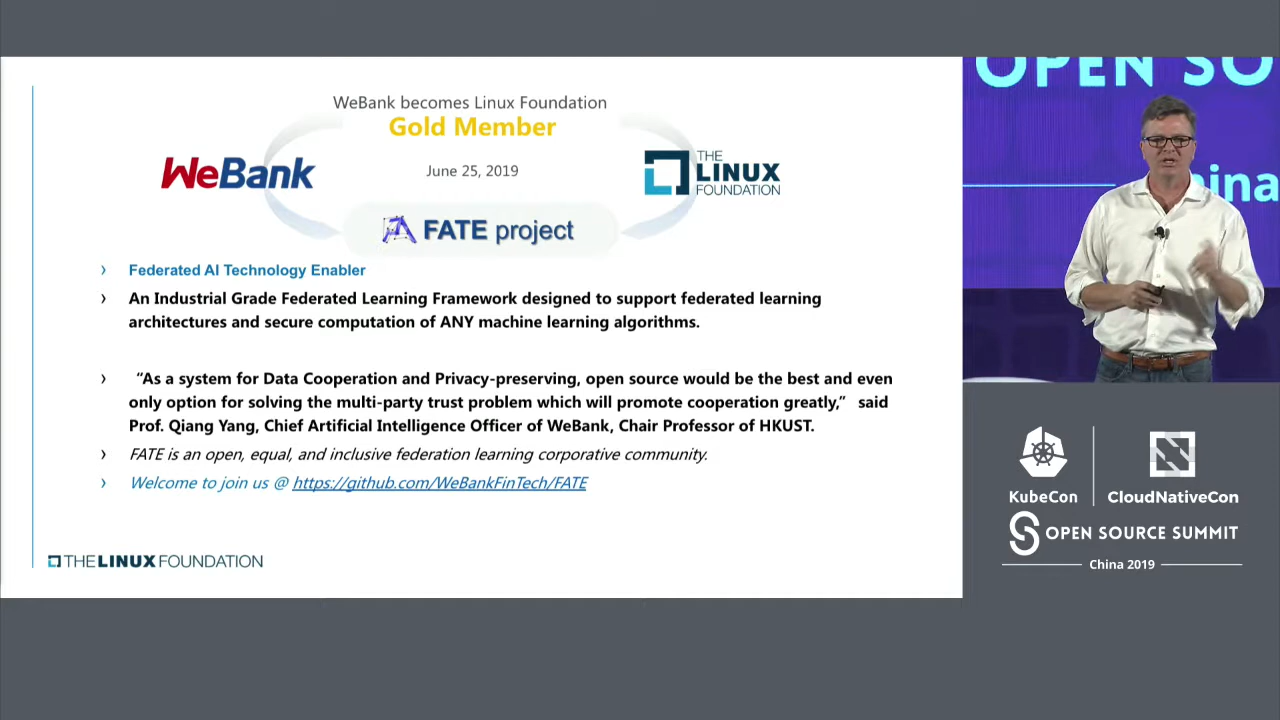 WeBank becomes Linux Foundation
Gold Member
WeBank
June 25, 2019
THE
LINUX
FOUNDATION
FATE project
› Federated AI Technology Enabler
› An Industrial Grade Federated Learning Framework designed to support federated learning
architectures and secure computation of ANY machine learning algorithms.
› “As a system for Data Cooperation and Privacy-preserving, open source would be the best and even
only option for solving the multi-party trust problem which will promote cooperation greatly,” said
Prof. Qiang Yang, Chief Artificial Intelligence Officer of WeBank, Chair Professor of HKUST.
› FATE is an open, equal, and inclusive federation learning corporative community.
› Welcome to join us @ https://github.com/WeBankFinTech/FATE
THE LINUX FOUNDATION
OPEN SO
ina
KubeCon
CloudNativeCon
OPEN SOURCE SUMMIT
China 2019